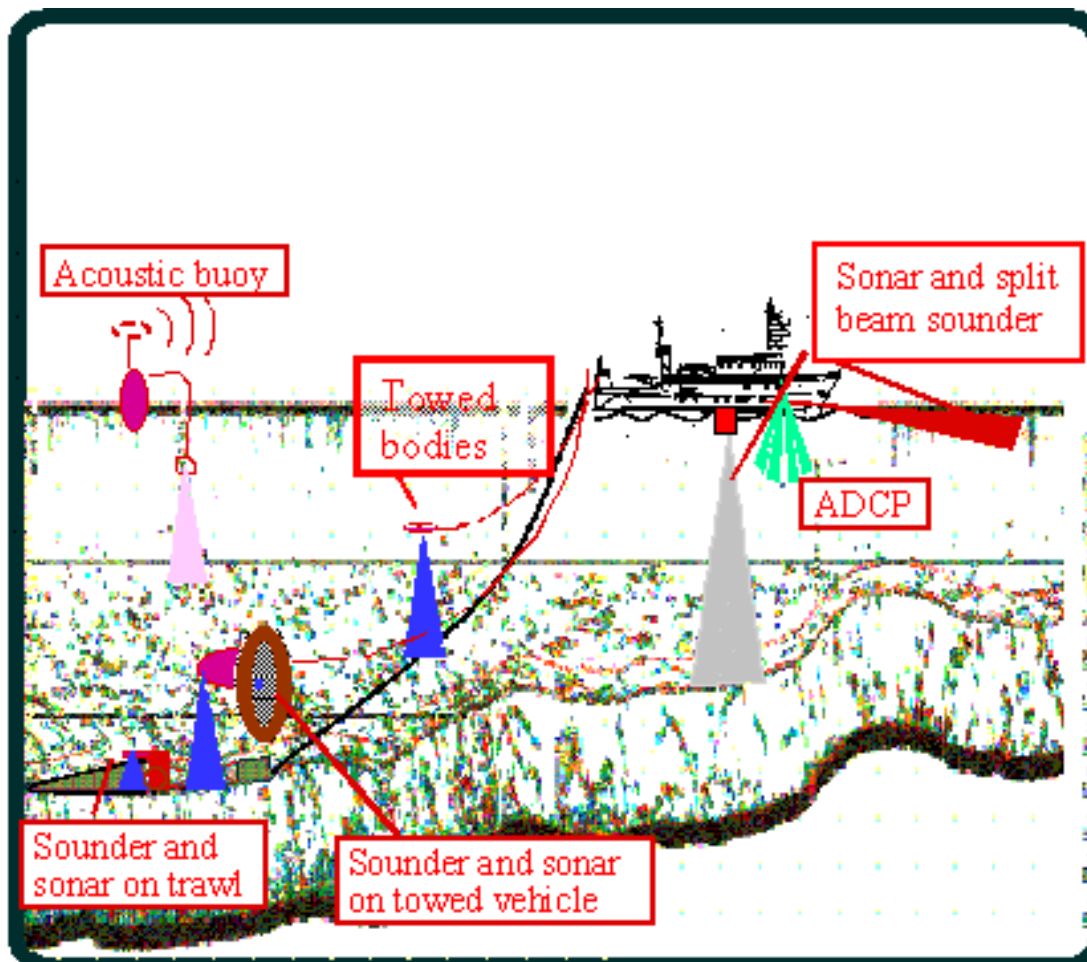 Acoustic buoy
Sonar and split
beam sounder
Towed
bodies
ADCP
Sounder and
sonar on trawl
Sounder and sonar
on towed vehicle